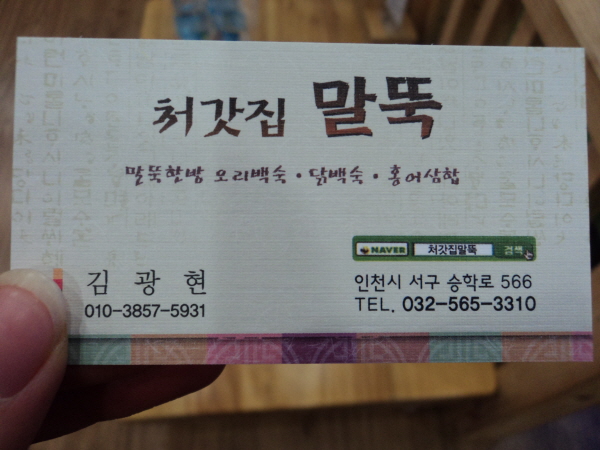 처갓집 말뚝
말뚝한방 오리백숙 · 닭백숙 · 홍어삼합
NAVER 처갓집말뚝 검색
김광현
010-3857-5931
인천시 서구 승학로 566
TEL. 032-565-3310